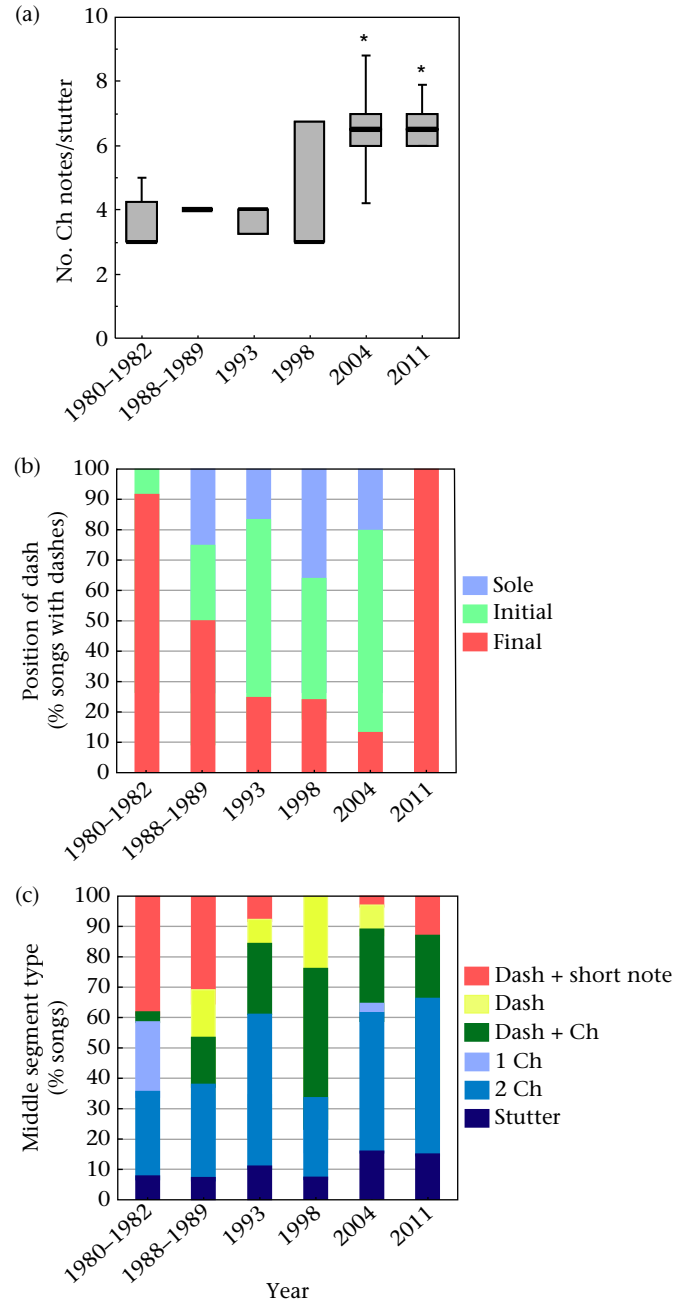 (a)
10
8
6
4
2
0
No. Ch notes/stutter
*
*
1980–1982
1988–1989
1993
1998
2004
2011
(b)
100
90
80
70
60
50
40
30
20
10
0
Position of dash
(% songs with dashes)
Sole
Initial
Final
1980–1982
1988–1989
1993
1998
2004
2011
(c)
100
90
80
70
60
50
40
30
20
10
0
Middle segment type
(% songs)
Dash + short note
Dash
Dash + Ch
1 Ch
2 Ch
Stutter
1980–1982
1988–1989
1993
1998
2004
2011
Year